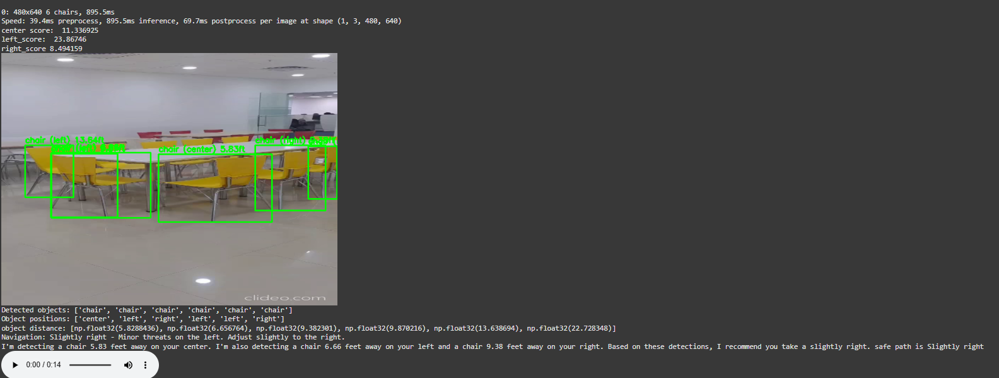 0: 480x640 6 chairs, 895.5ms
Speed: 39.4ms preprocess, 895.5ms inference, 69.7ms postprocess per image at shape (1, 3, 480, 640)
center score:  11.336925
left_score:  23.86746
right_score 8.494159
chair (left) 13.64ft
chair (right)
chair (center) 5.83ft
clideo.com
Detected objects: ['chair', 'chair', 'chair', 'chair', 'chair', 'chair']
Object positions: ['center', 'left', 'right', 'left', 'left', 'right']
object distance: [np.float32(5.8288436), np.float32(6.656764), np.float32(9.382301), np.float32(9.870216), np.float32(13.638694), np.float32(22.728348)]
Navigation: Slightly right - Minor threats on the left. Adjust slightly to the right.
I'm detecting a chair 5.83 feet away on your center. I'm also detecting a chair 6.66 feet away on your left and a chair 9.38 feet away on your right. Based on these detections, I recommend you take a slightly right. safe path is Slightly right
0:00 / 0:14